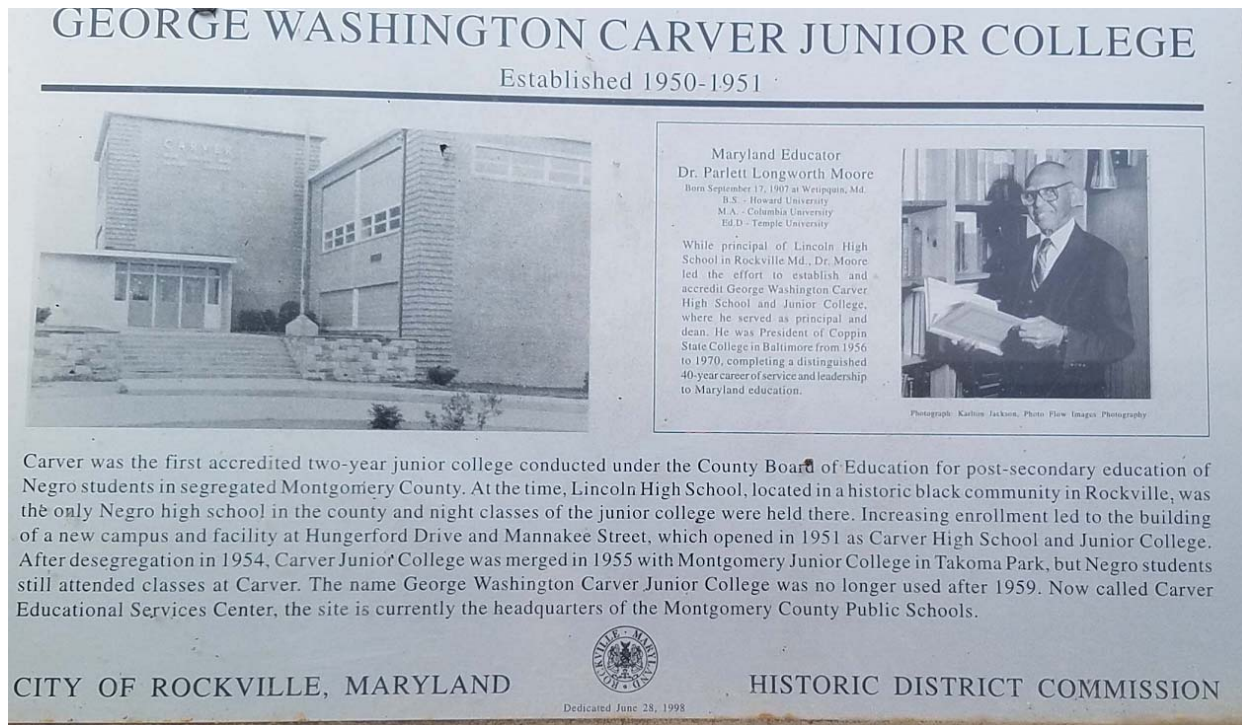 GEORGE WASHINGTON CARVER JUNIOR COLLEGE
Established 1950-1951
CARVER
Maryland Educator
Dr. Parlett Longworth Moore
Born September 17, 1907 at Wetipquin, Md.
B.S. - Howard University
M.A. - Columbia University
Ed.D - Temple University
While principal of Lincoln High
School in Rockville Md., Dr. Moore
led the effort to establish and
accredit George Washington Carver
High School and Junior College,
where he served as principal and
dean. He was President of Coppin
State College in Baltimore from 1956
to 1970, completing a distinguished
40-year career of service and leadership
to Maryland education.
Photograph: Karlton Jackson, Photo Flow Images Photography
Carver was the first accredited two-year junior college conducted under the County Board of Education for post-secondary education of
Negro students in segregated Montgomery County. At the time, Lincoln High School, located in a historic black community in Rockville, was
the only Negro high school in the county and night classes of the junior college were held there. Increasing enrollment led to the building
of a new campus and facility at Hungerford Drive and Mannakee Street, which opened in 1951 as Carver High School and Junior College.
After desegregation in 1954, Carver Junior College was merged in 1955 with Montgomery Junior College in Takoma Park, but Negro students
still attended classes at Carver. The name George Washington Carver Junior College was no longer used after 1959. Now called Carver
Educational Services Center, the site is currently the headquarters of the Montgomery County Public Schools.
ROCKVILLE · MARYLAND
CITY OF ROCKVILLE, MARYLAND
HISTORIC DISTRICT COMMISSION
Dedicated June 28, 1998